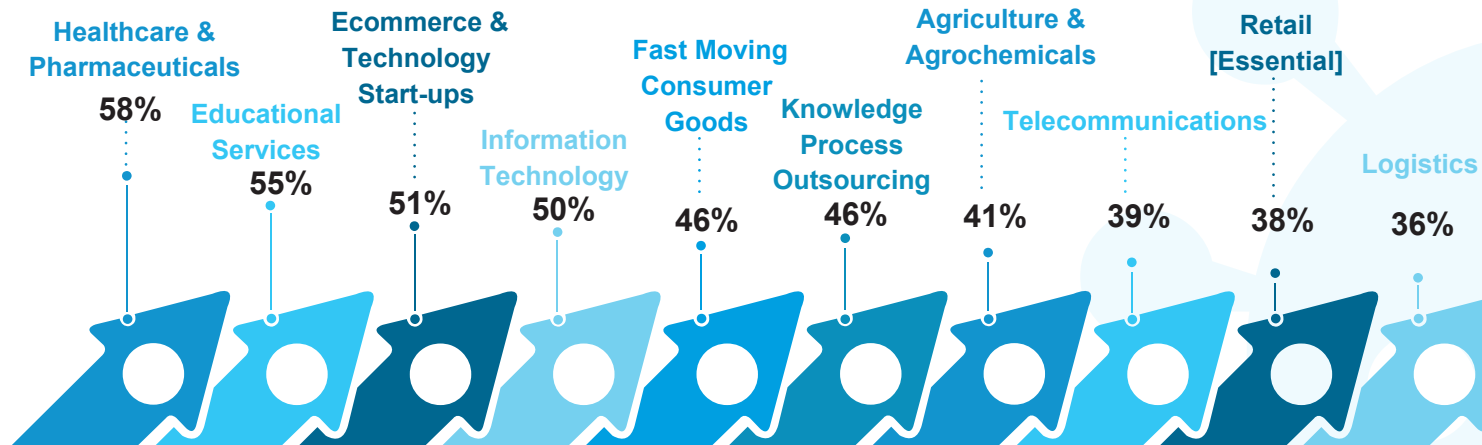 Healthcare &
Pharmaceuticals
58%
Educational
Services
55%
Ecommerce &
Technology
Start-ups
51%
Information
Technology
50%
Fast Moving
Consumer
Goods
46%
Knowledge
Process
Outsourcing
46%
Agriculture &
Agrochemicals
41%
Telecommunications
39%
Retail
[Essential]
38%
Logistics
36%